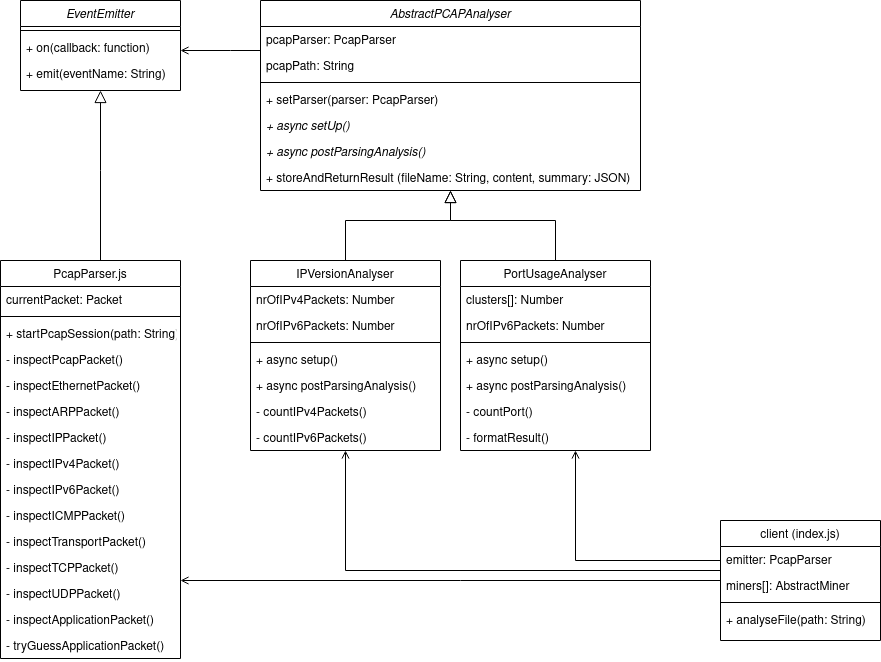 EventEmitter
+ on(callback: function)
+ emit(eventName: String)
AbstractPCAPAnalyser
pcapParser: PcapParser
pcapPath: String
+ setParser(parser: PcapParser)
+ async setUp()
+ async postParsingAnalysis()
+ storeAndReturnResult (fileName: String, content, summary: JSON)
PcapParser.js
currentPacket: Packet
+ startPcapSession(path: String
- inspectPcapPacket()
- inspectEthernetPacket()
- inspectARPPacket()
- inspectIPPacket()
- inspectIPv4Packet()
- inspectIPv6Packet()
- inspectICMPPacket()
- inspectTransportPacket()
- inspectTCPPacket()
- inspectUDPPacket()
- inspectApplicationPacket()
- tryGuessApplicationPacket()
IPVersionAnalyser
nrOfIPv4Packets: Number
nrOfIPv6Packets: Number
+ async setup()
+ async postParsingAnalysis()
- countIPv4Packets()
- countIPv6Packets()
PortUsageAnalyser
clusters[]: Number
nrOfIPv6Packets: Number
+ async setup()
+ async postParsingAnalysis()
- countPort()
- formatResult()
client (index.js)
emitter: PcapParser
miners[]: AbstractMiner
+ analyseFile(path: String)